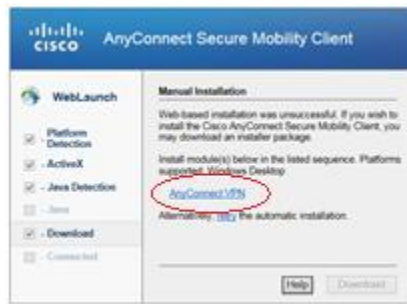 CISCO AnyConnect Secure Mobility Client
WebLaunch
- Platform
Detection
- ActiveX
- Java Detection
- Java
- Download
- Connected
Manual Installation
Web-based installation was unsuccessful. If you wish to
install the Cisco AnyConnect Secure Mobility Client, you
may download an installer package.
Install module(s) below in the listed sequence. Platforms
supported: Windows Desktop
AnyConnect VPN
Alternatively, retry the automatic installation.
Help Download